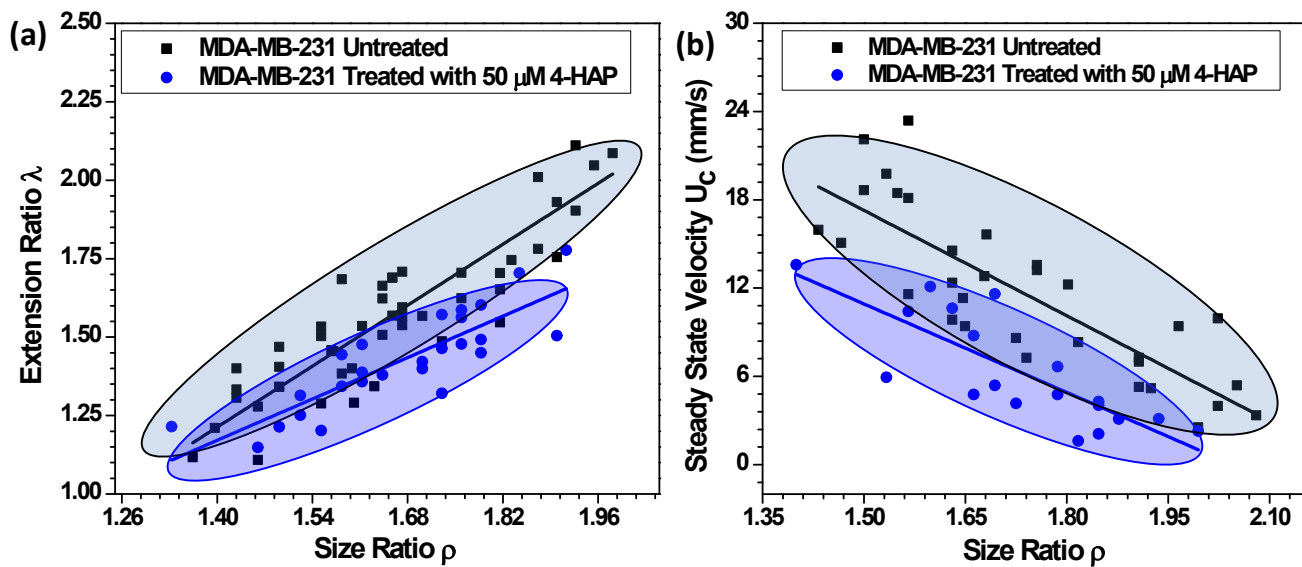 (a)
MDA-MB-231 Untreated
MDA-MB-231 Treated with 50 μM 4-HAP
Extension Ratio λ
2.50
2.25
2.00
1.75
1.50
1.25
1.00
1.26 1.40 1.54 1.68 1.82 1.96
Size Ratio ρ
(b)
MDA-MB-231 Untreated
MDA-MB-231 Treated with 50 μM 4-HAP
Steady State Velocity U_C (mm/s)
30
24
18
12
6
0
1.35 1.50 1.65 1.80 1.95 2.10
Size Ratio ρ